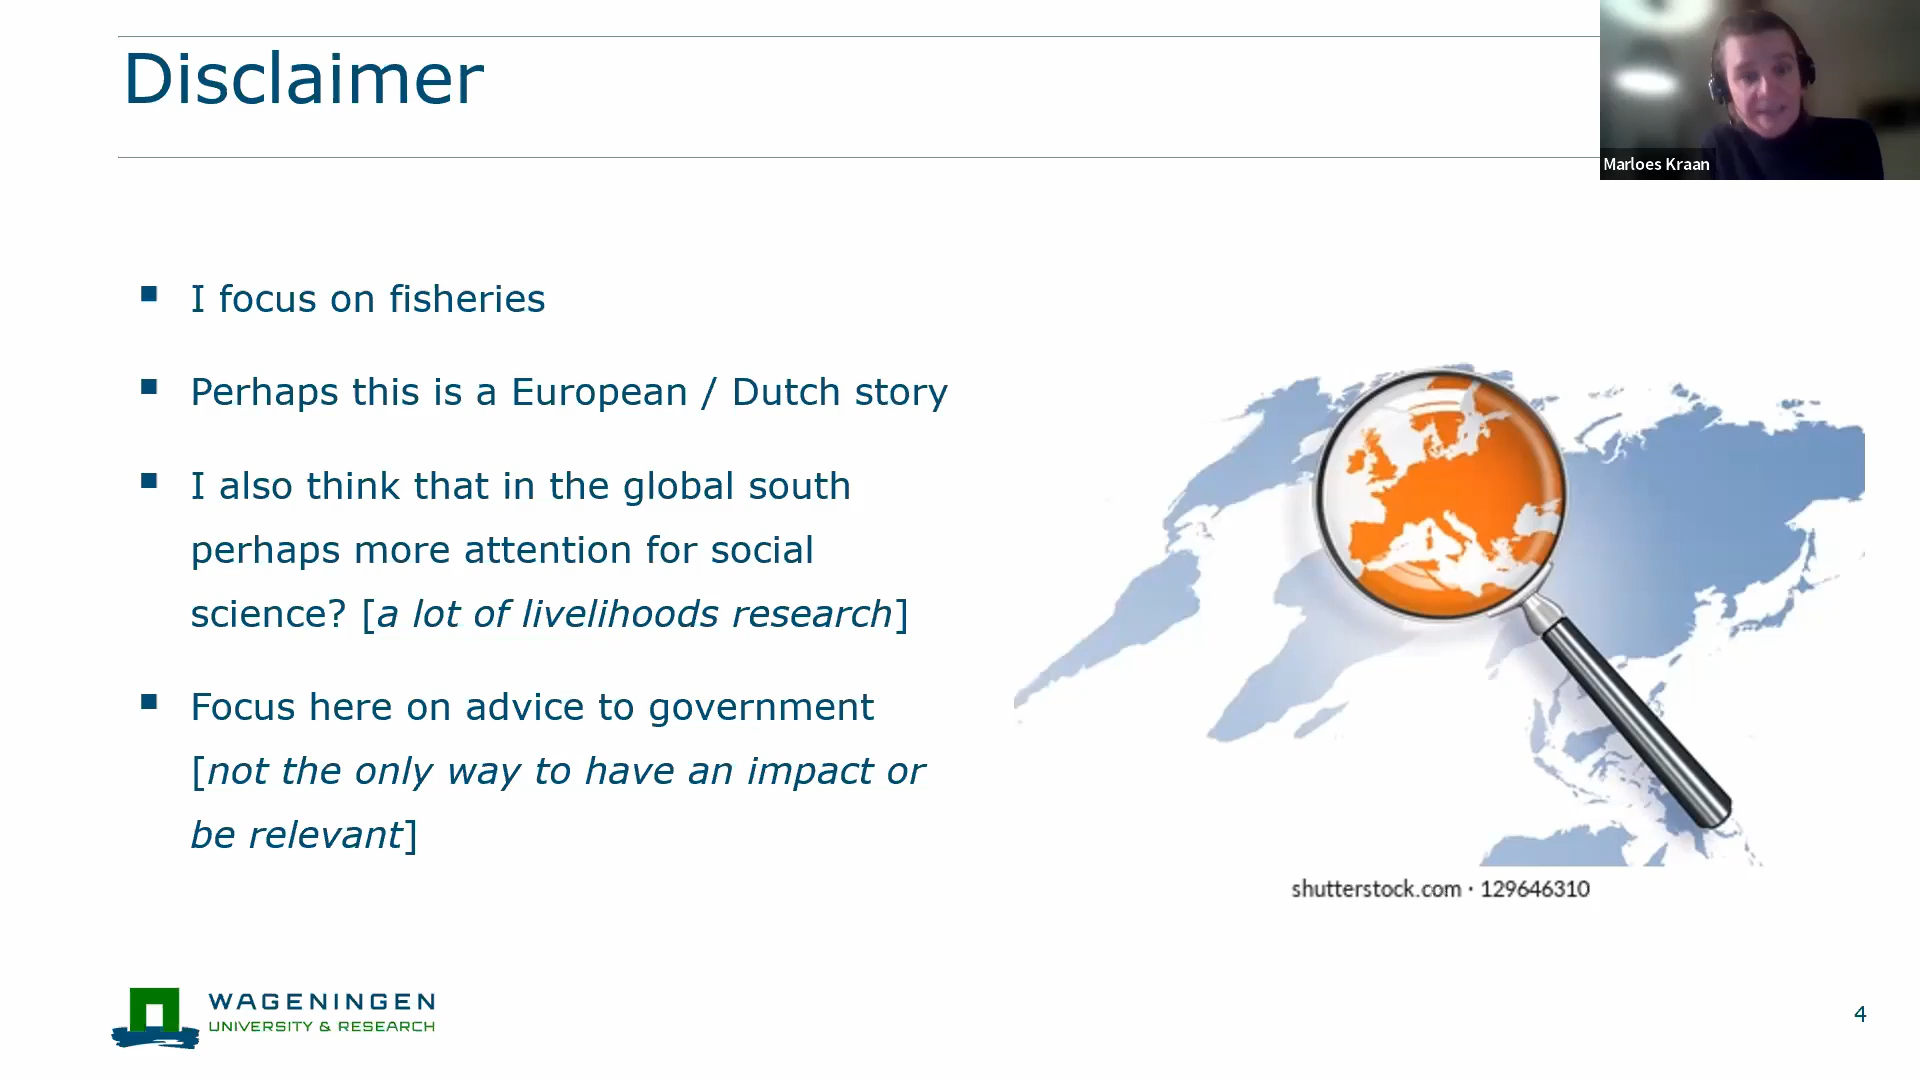 Disclaimer
Marloes Kraan
I focus on fisheries
Perhaps this is a European / Dutch story
I also think that in the global south
perhaps more attention for social
science? [a lot of livelihoods research]
Focus here on advice to government
[not the only way to have an impact or
be relevant]
shutterstock.com · 129646310
WAGENINGEN
UNIVERSITY & RESEARCH
4